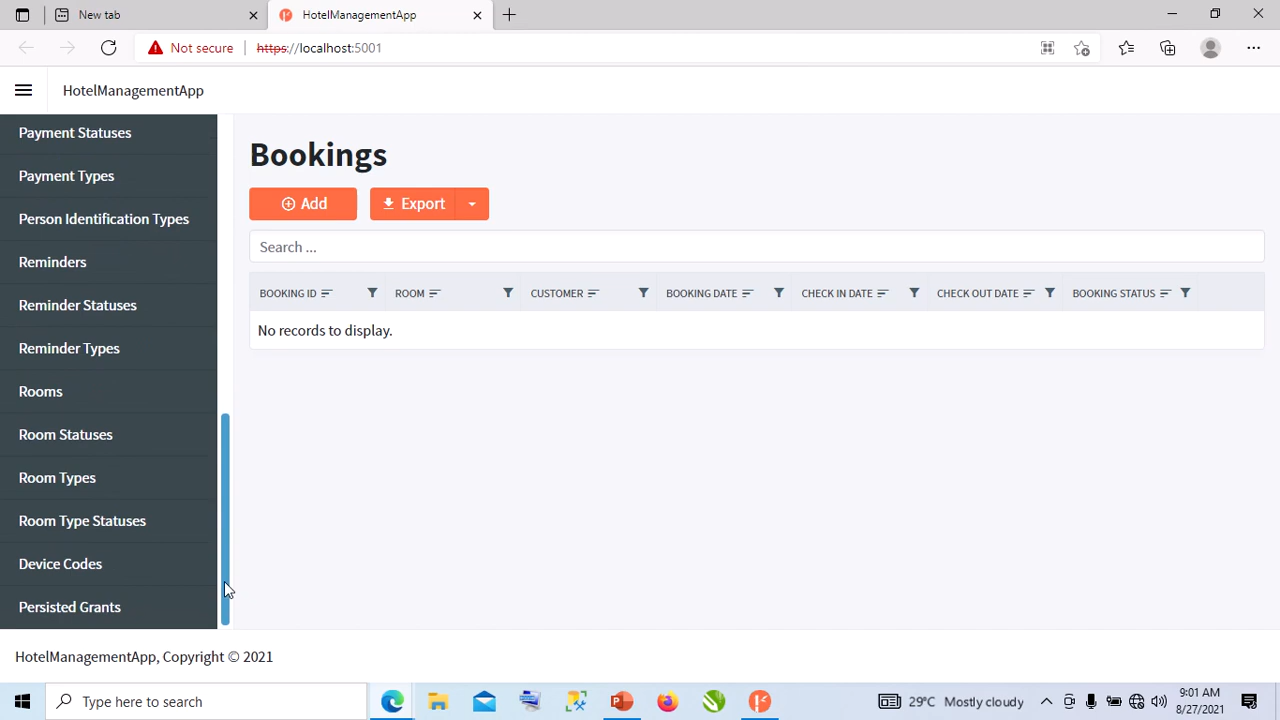 New tab
HotelManagementApp
Not secure
https://localhost:5001
HotelManagementApp
Payment Statuses
Payment Types
Person Identification Types
Reminders
Reminder Statuses
Reminder Types
Rooms
Room Statuses
Room Types
Room Type Statuses
Device Codes
Persisted Grants
Bookings
Add
Export
Search ...
BOOKING ID ROOM CUSTOMER BOOKING DATE CHECK IN DATE CHECK OUT DATE BOOKING STATUS
No records to display.
HotelManagementApp, Copyright © 2021
Type here to search
29°C Mostly cloudy
9:01 AM
8/27/2021